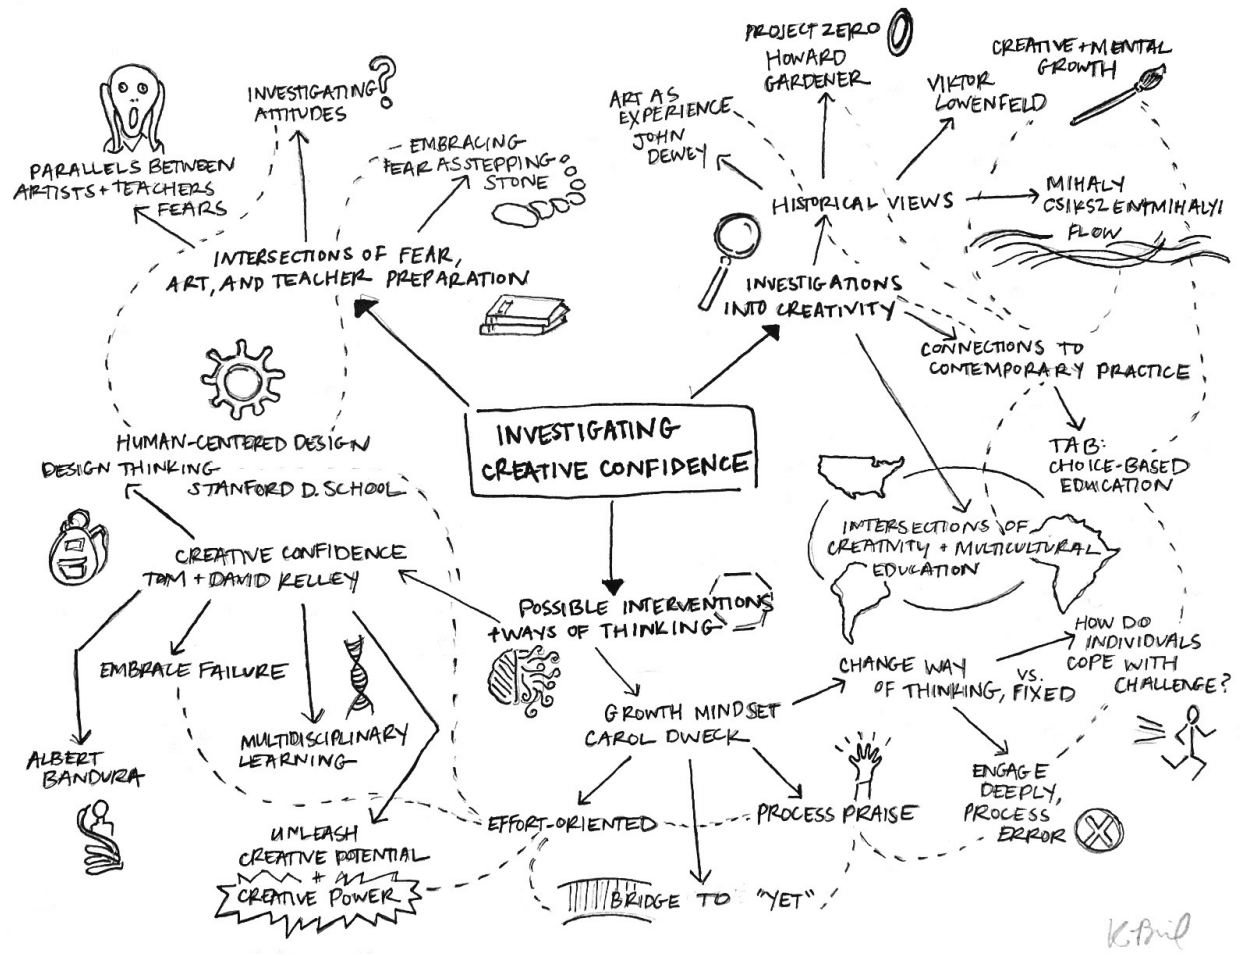 PROJECT ZERO
HOWARD
GARDENER
CREATIVE + MENTAL
GROWTH
VIKTOR
LOWENFELD
ART AS
EXPERIENCE
JOHN
DEWEY
INVESTIGATING
ATTITUDES
?
PARALLELS BETWEEN
ARTISTS + TEACHERS
FEARS
EMBRACING
FEAR AS STEPPING
STONE
HISTORICAL VIEWS
MIHALY
CSIKSZENTMIHALYI
FLOW
INTERSECTIONS OF FEAR,
ART, AND TEACHER PREPARATION
INVESTIGATIONS
INTO CREATIVITY
CONNECTIONS TO
CONTEMPORARY PRACTICE
TAB:
CHOICE-BASED
EDUCATION
INVESTIGATING
CREATIVE CONFIDENCE
HUMAN-CENTERED DESIGN
DESIGN THINKING
STANFORD D. SCHOOL
INTERSECTIONS OF
CREATIVITY + MULTICULTURAL
EDUCATION
CREATIVE CONFIDENCE
TOM + DAVID KELLEY
POSSIBLE INTERVENTIONS
+ WAYS OF THINKING
EMBRACE FAILURE
MULTIDISCIPLINARY
LEARNING
ALBERT
BANDURA
UNLEASH
CREATIVE POTENTIAL
+
CREATIVE POWER
GROWTH MINDSET
CAROL DWECK
CHANGE WAY
OF THINKING, VS. FIXED
HOW DO
INDIVIDUALS
COPE WITH
CHALLENGE?
ENGAGE
DEEPLY,
PROCESS
ERROR
EFFORT-ORIENTED
PROCESS PRAISE
BRIDGE TO "YET"